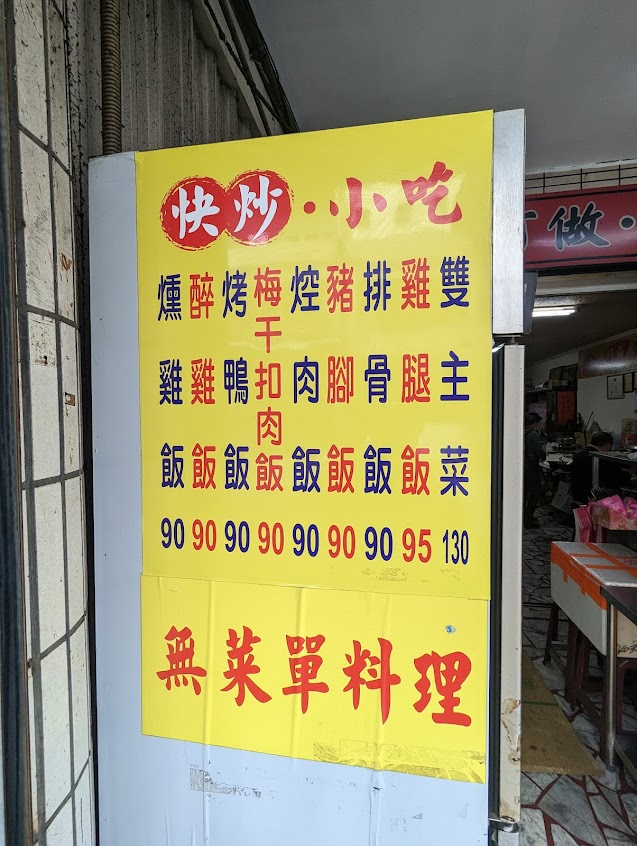 快炒·小吃
雙主菜 130
雞腿飯 95
排骨飯 90
豬腳飯 90
焢肉飯 90
梅干扣肉飯 90
烤鴨飯 90
醉雞飯 90
燻雞飯 90
無菜單料理
做·